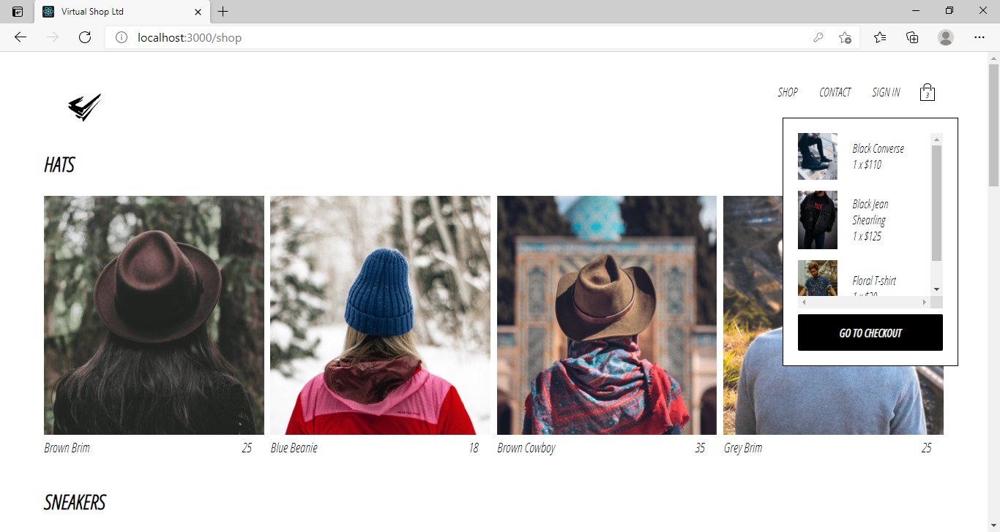 Virtual Shop Ltd
localhost:3000/shop
SHOP
CONTACT
SIGN IN
3
Black Converse
1 x $110
Black Jean
Shearling
1 x $125
Floral T-shirt
1 x $20
GO TO CHECKOUT
HATS
Brown Brim
25
Blue Beanie
18
Brown Cowboy
35
Grey Brim
25
SNEAKERS